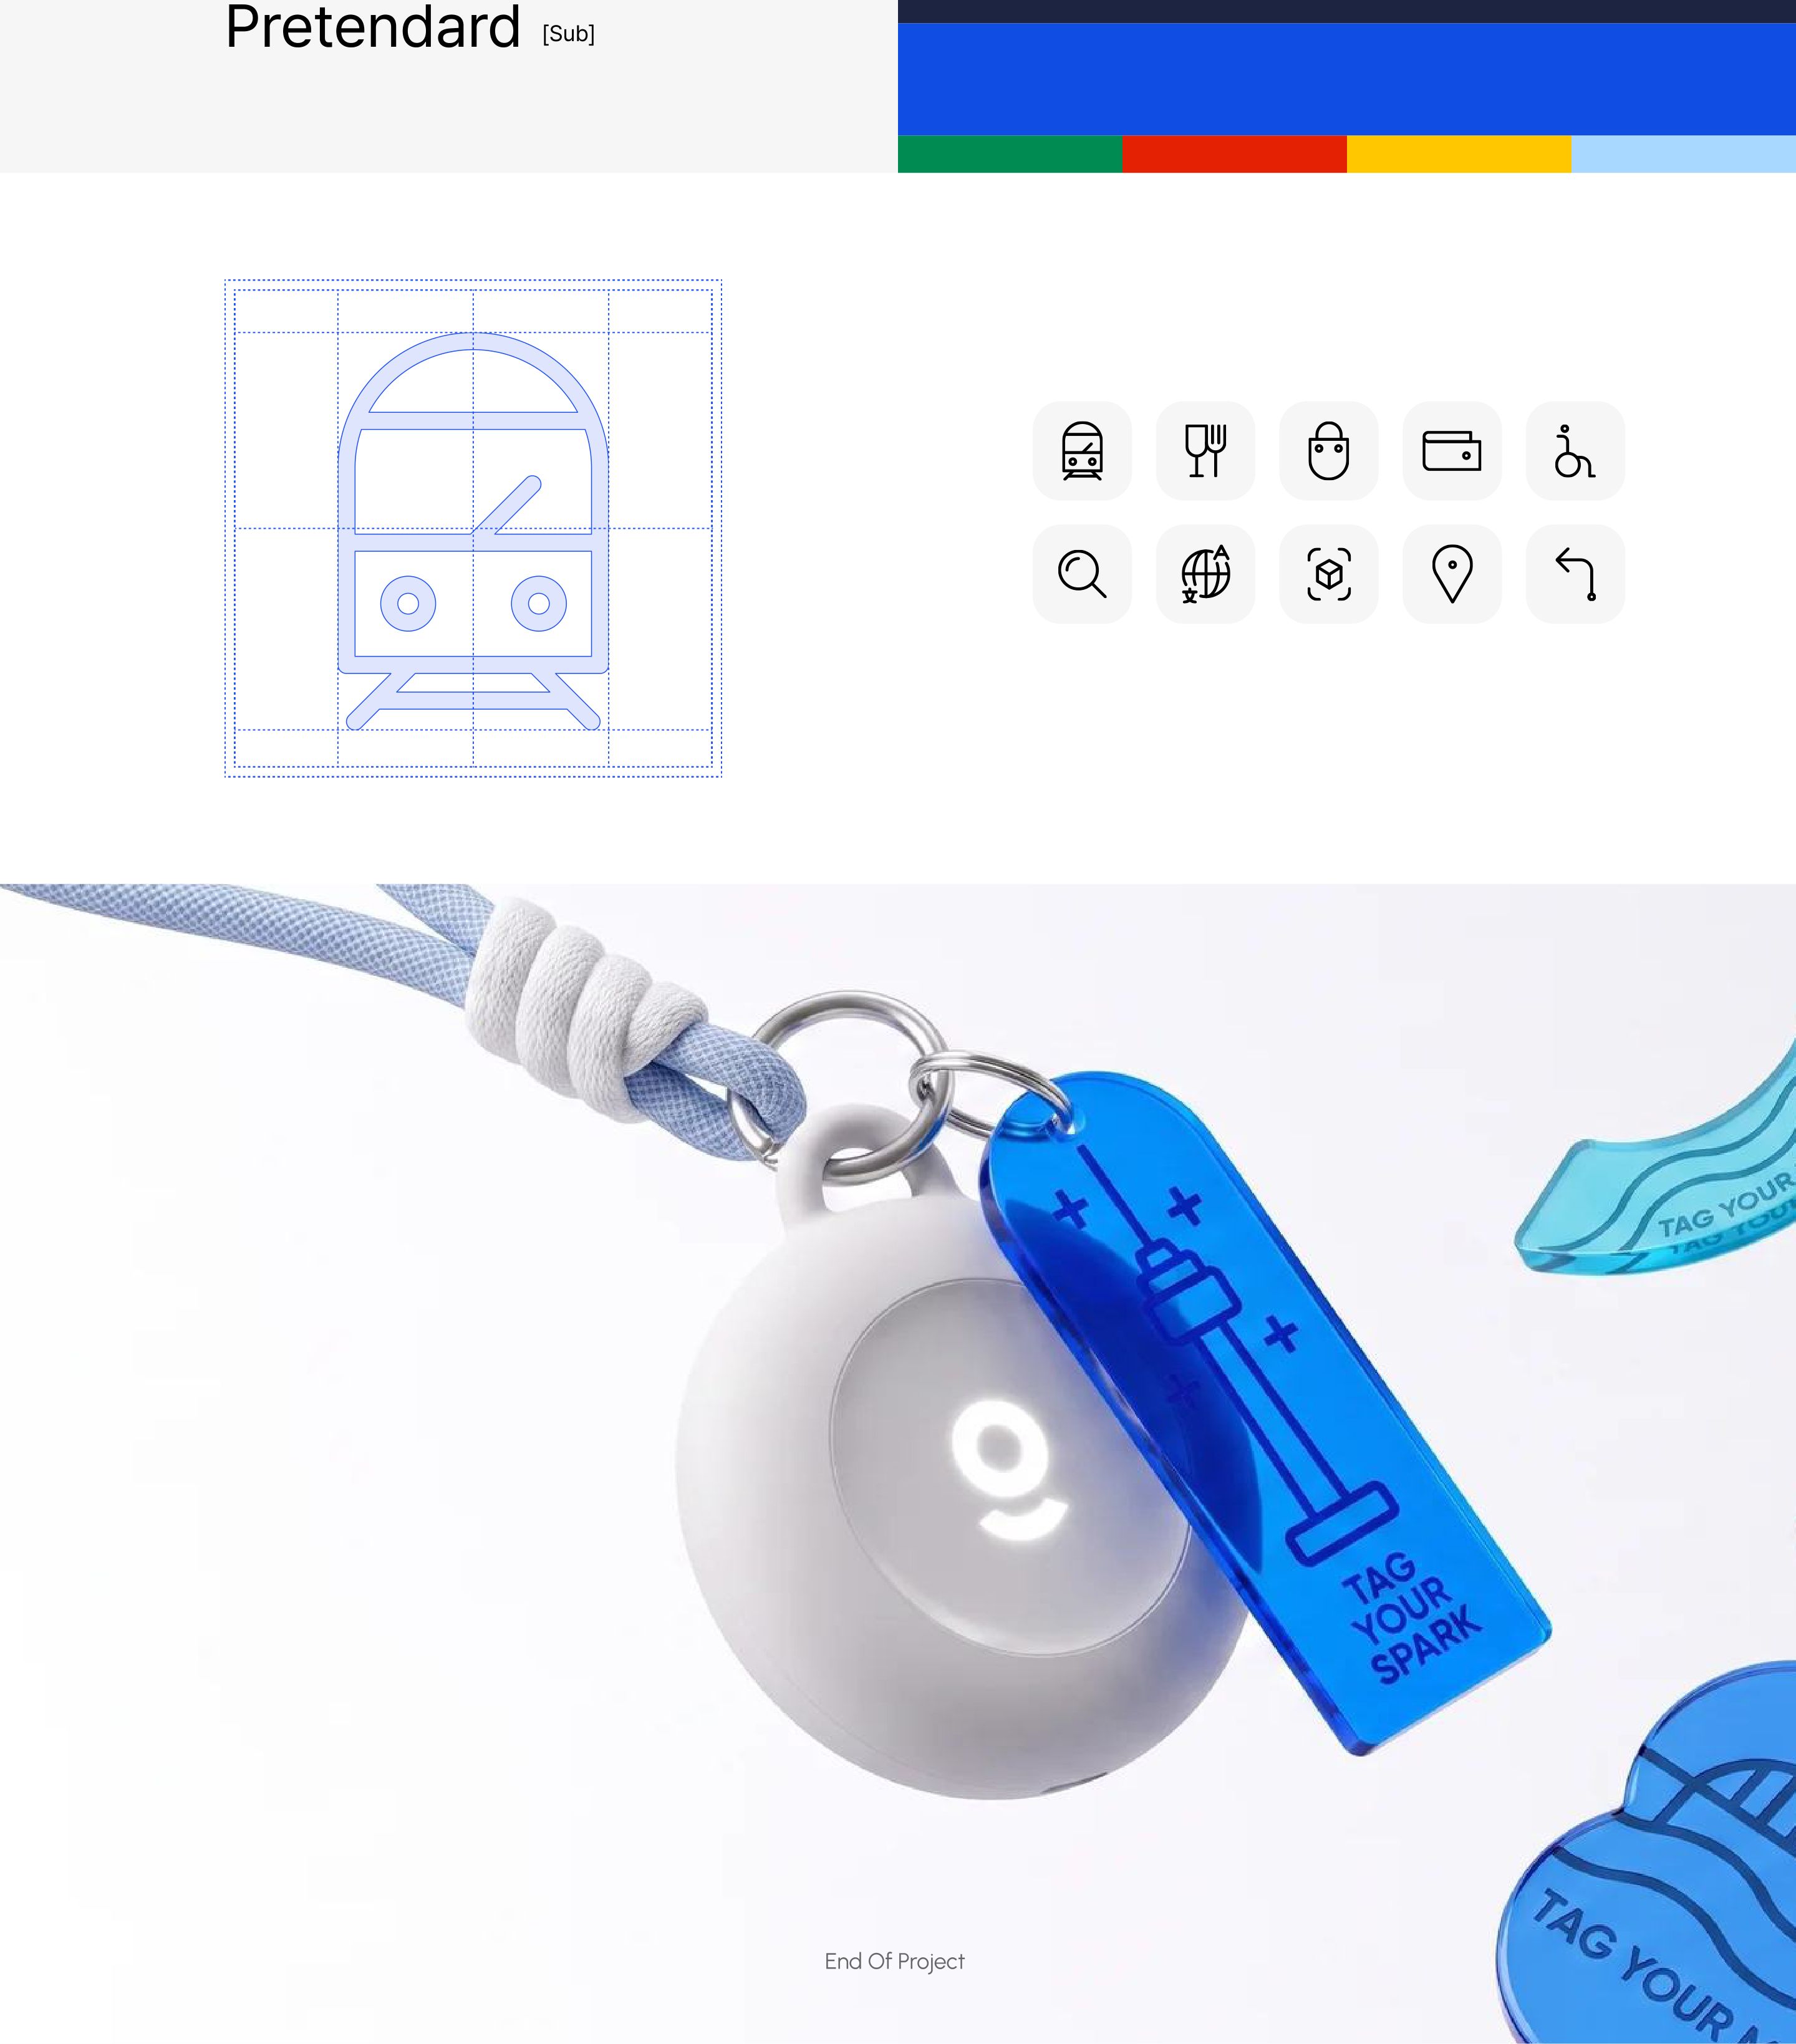 Pretendard [Sub]
TAG YOUR
TAG
YOUR
SPARK
TAG YOUR
End Of Project